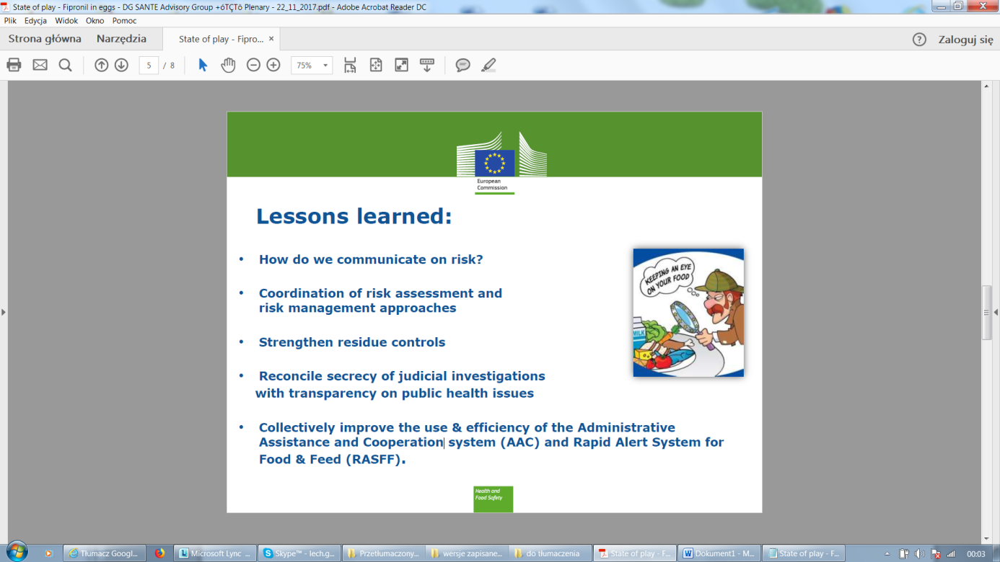 State of play - Fipronil in eggs - DG SANTE Advisory Group +óTÇTò Plenary - 22_11_2017.pdf - Adobe Acrobat Reader DC
Plik Edycja Widok Okno Pomoc
Strona główna Narzędzia State of play - Fipro... × ? Zaloguj się
5 / 8 75%
European
Commission
Lessons learned:
• How do we communicate on risk?
• Coordination of risk assessment and
risk management approaches
• Strengthen residue controls
• Reconcile secrecy of judicial investigations
with transparency on public health issues
• Collectively improve the use & efficiency of the Administrative
Assistance and Cooperation system (AAC) and Rapid Alert System for
Food & Feed (RASFF).
KEEPING AN EYE
ON YOUR FOOD
MILK
Health and
Food Safety
Tłumacz Googl... Microsoft Lync ... Skype™ - lech.g... Przetłumaczony... wersje zapisane... do tłumaczenia State of play - F... Dokument1 - M... State of play - F... 00:03